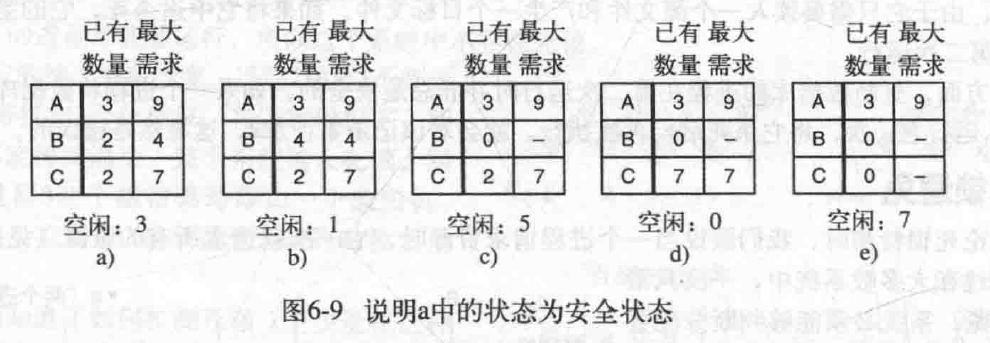 已有 最大 已有 最大 已有 最大 已有 最大 已有 最大
数量 需求 数量 需求 数量 需求 数量 需求 数量 需求
A 3 9 A 3 9 A 3 9 A 3 9 A 3 9
B 2 4 B 4 4 B 0 – B 0 – B 0 –
C 2 7 C 2 7 C 2 7 C 7 7 C 0 –
空闲：3 空闲：1 空闲：5 空闲：0 空闲：7
a) b) c) d) e)
图6-9 说明a中的状态为安全状态